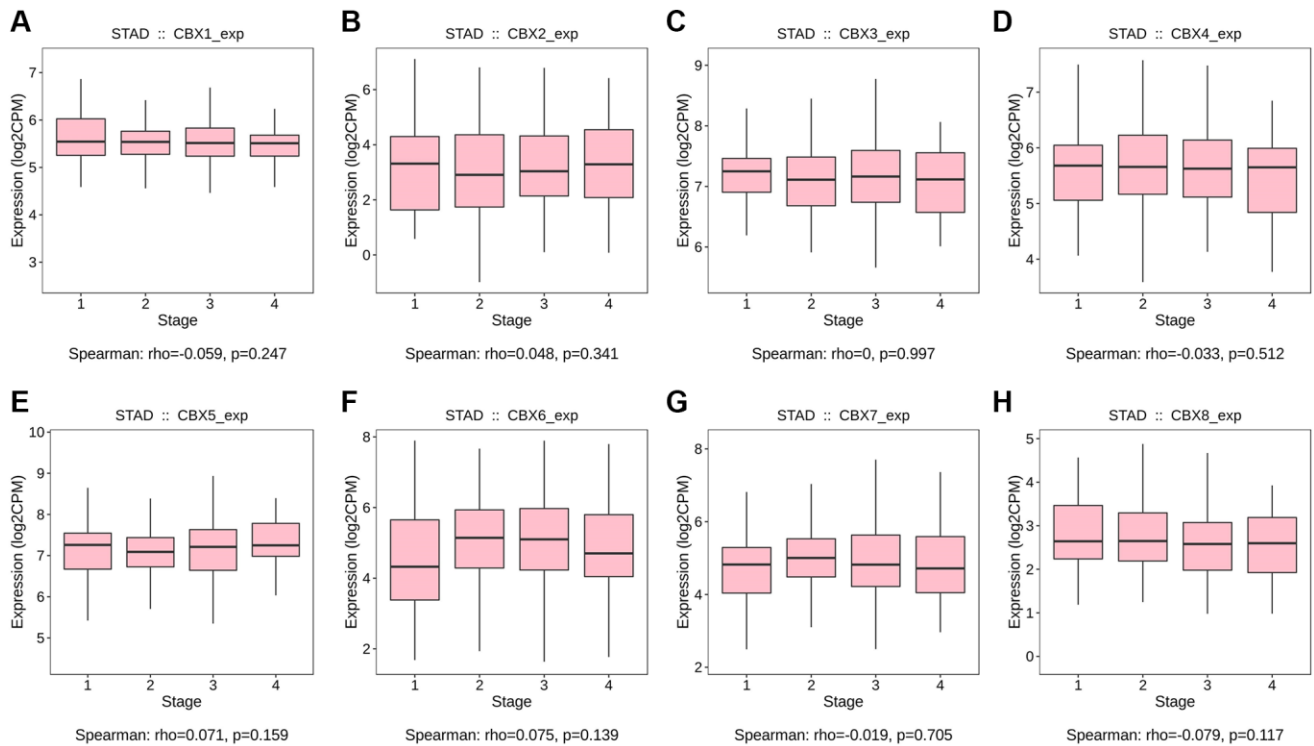 A
STAD :: CBX1_exp
Expression (log2CPM)
7
6
5
4
3
1 2 3 4
Stage
Spearman: rho=-0.059, p=0.247
B
STAD :: CBX2_exp
Expression (log2CPM)
6
4
2
0
1 2 3 4
Stage
Spearman: rho=0.048, p=0.341
C
STAD :: CBX3_exp
Expression (log2CPM)
9
8
7
6
1 2 3 4
Stage
Spearman: rho=0, p=0.997
D
STAD :: CBX4_exp
Expression (log2CPM)
7
6
5
4
1 2 3 4
Stage
Spearman: rho=-0.033, p=0.512
E
STAD :: CBX5_exp
Expression (log2CPM)
10
9
8
7
6
5
1 2 3 4
Stage
Spearman: rho=0.071, p=0.159
F
STAD :: CBX6_exp
Expression (log2CPM)
8
6
4
2
1 2 3 4
Stage
Spearman: rho=0.075, p=0.139
G
STAD :: CBX7_exp
Expression (log2CPM)
8
6
4
2
1 2 3 4
Stage
Spearman: rho=-0.019, p=0.705
H
STAD :: CBX8_exp
Expression (log2CPM)
5
4
3
2
1
0
1 2 3 4
Stage
Spearman: rho=-0.079, p=0.117